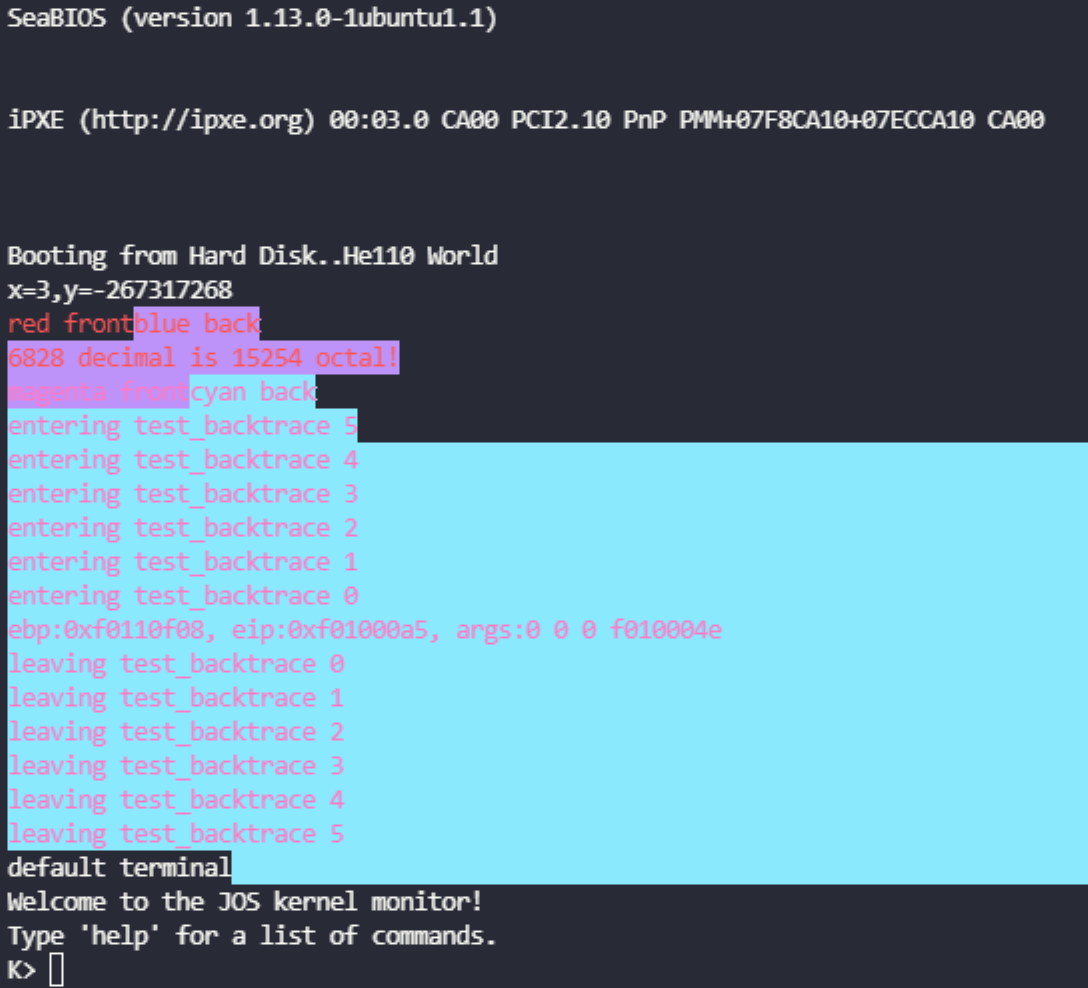 SeaBIOS (version 1.13.0-1ubuntu1.1)
iPXE (http://ipxe.org) 00:03.0 CA00 PCI2.10 PnP PMM+07F8CA10+07ECCA10 CA00
Booting from Hard Disk..He110 World
x=3,y=-267317268
red frontblue back
6828 decimal is 15254 octal!
magenta frontcyan back
entering test_backtrace 5
entering test_backtrace 4
entering test_backtrace 3
entering test_backtrace 2
entering test_backtrace 1
entering test_backtrace 0
ebp:0xf0110f08, eip:0xf01000a5, args:0 0 0 f010004e
leaving test_backtrace 0
leaving test_backtrace 1
leaving test_backtrace 2
leaving test_backtrace 3
leaving test_backtrace 4
leaving test_backtrace 5
default terminal
Welcome to the JOS kernel monitor!
Type 'help' for a list of commands.
K>